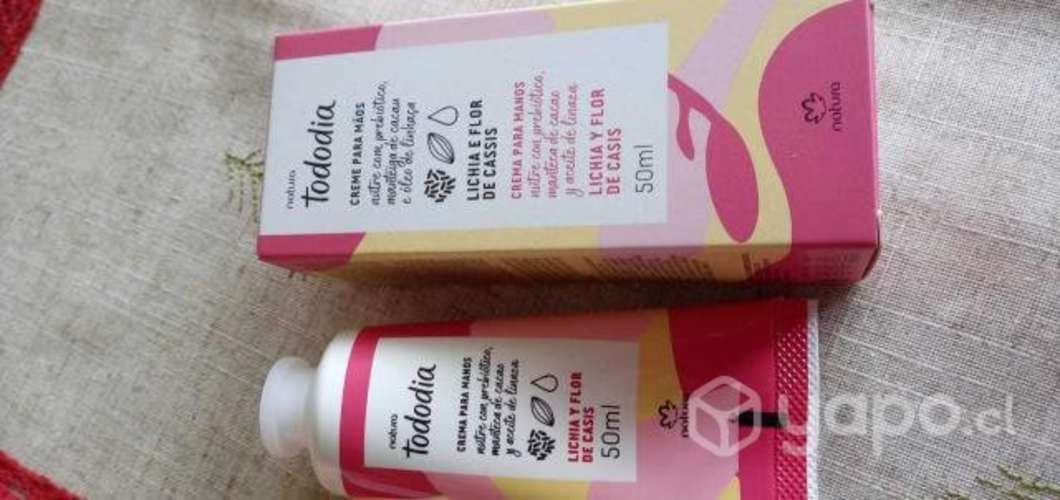 natura
Tododia
CREME PARA MÃOS
nutre com prebiótico,
manteiga de cacau
e óleo de linhaça
LICHIA E FLOR
DE CASSIS
CREMA PARA MANOS
nutre con prebiótico,
manteca de cacao
y aceite de linaza
LICHIA Y FLOR
DE CASIS
50ml
natura
natura
Tododia
CREMA PARA MANOS
nutre con prebiótico,
manteca de cacao
y aceite de linaza
LICHIA Y FLOR
DE CASIS
50ml
natura
yapo.cl